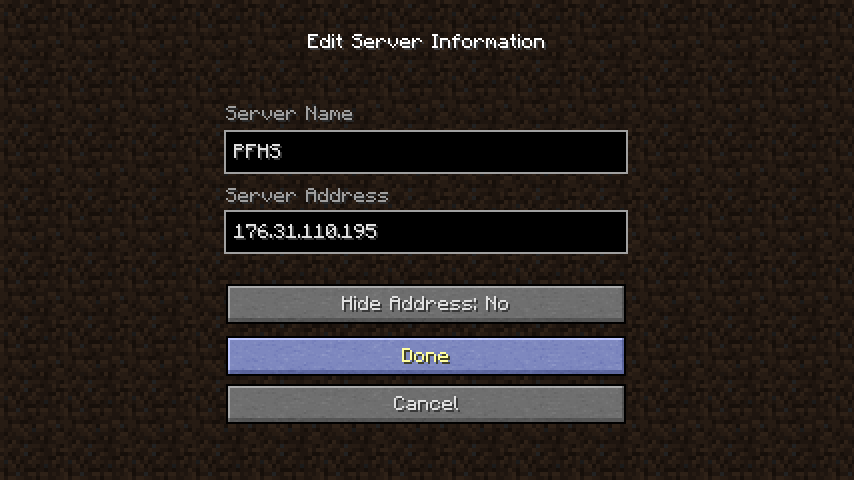 Edit Server Information
Server Name
PFHS
Server Address
176.31.110.195
Hide Address: No
Done
Cancel